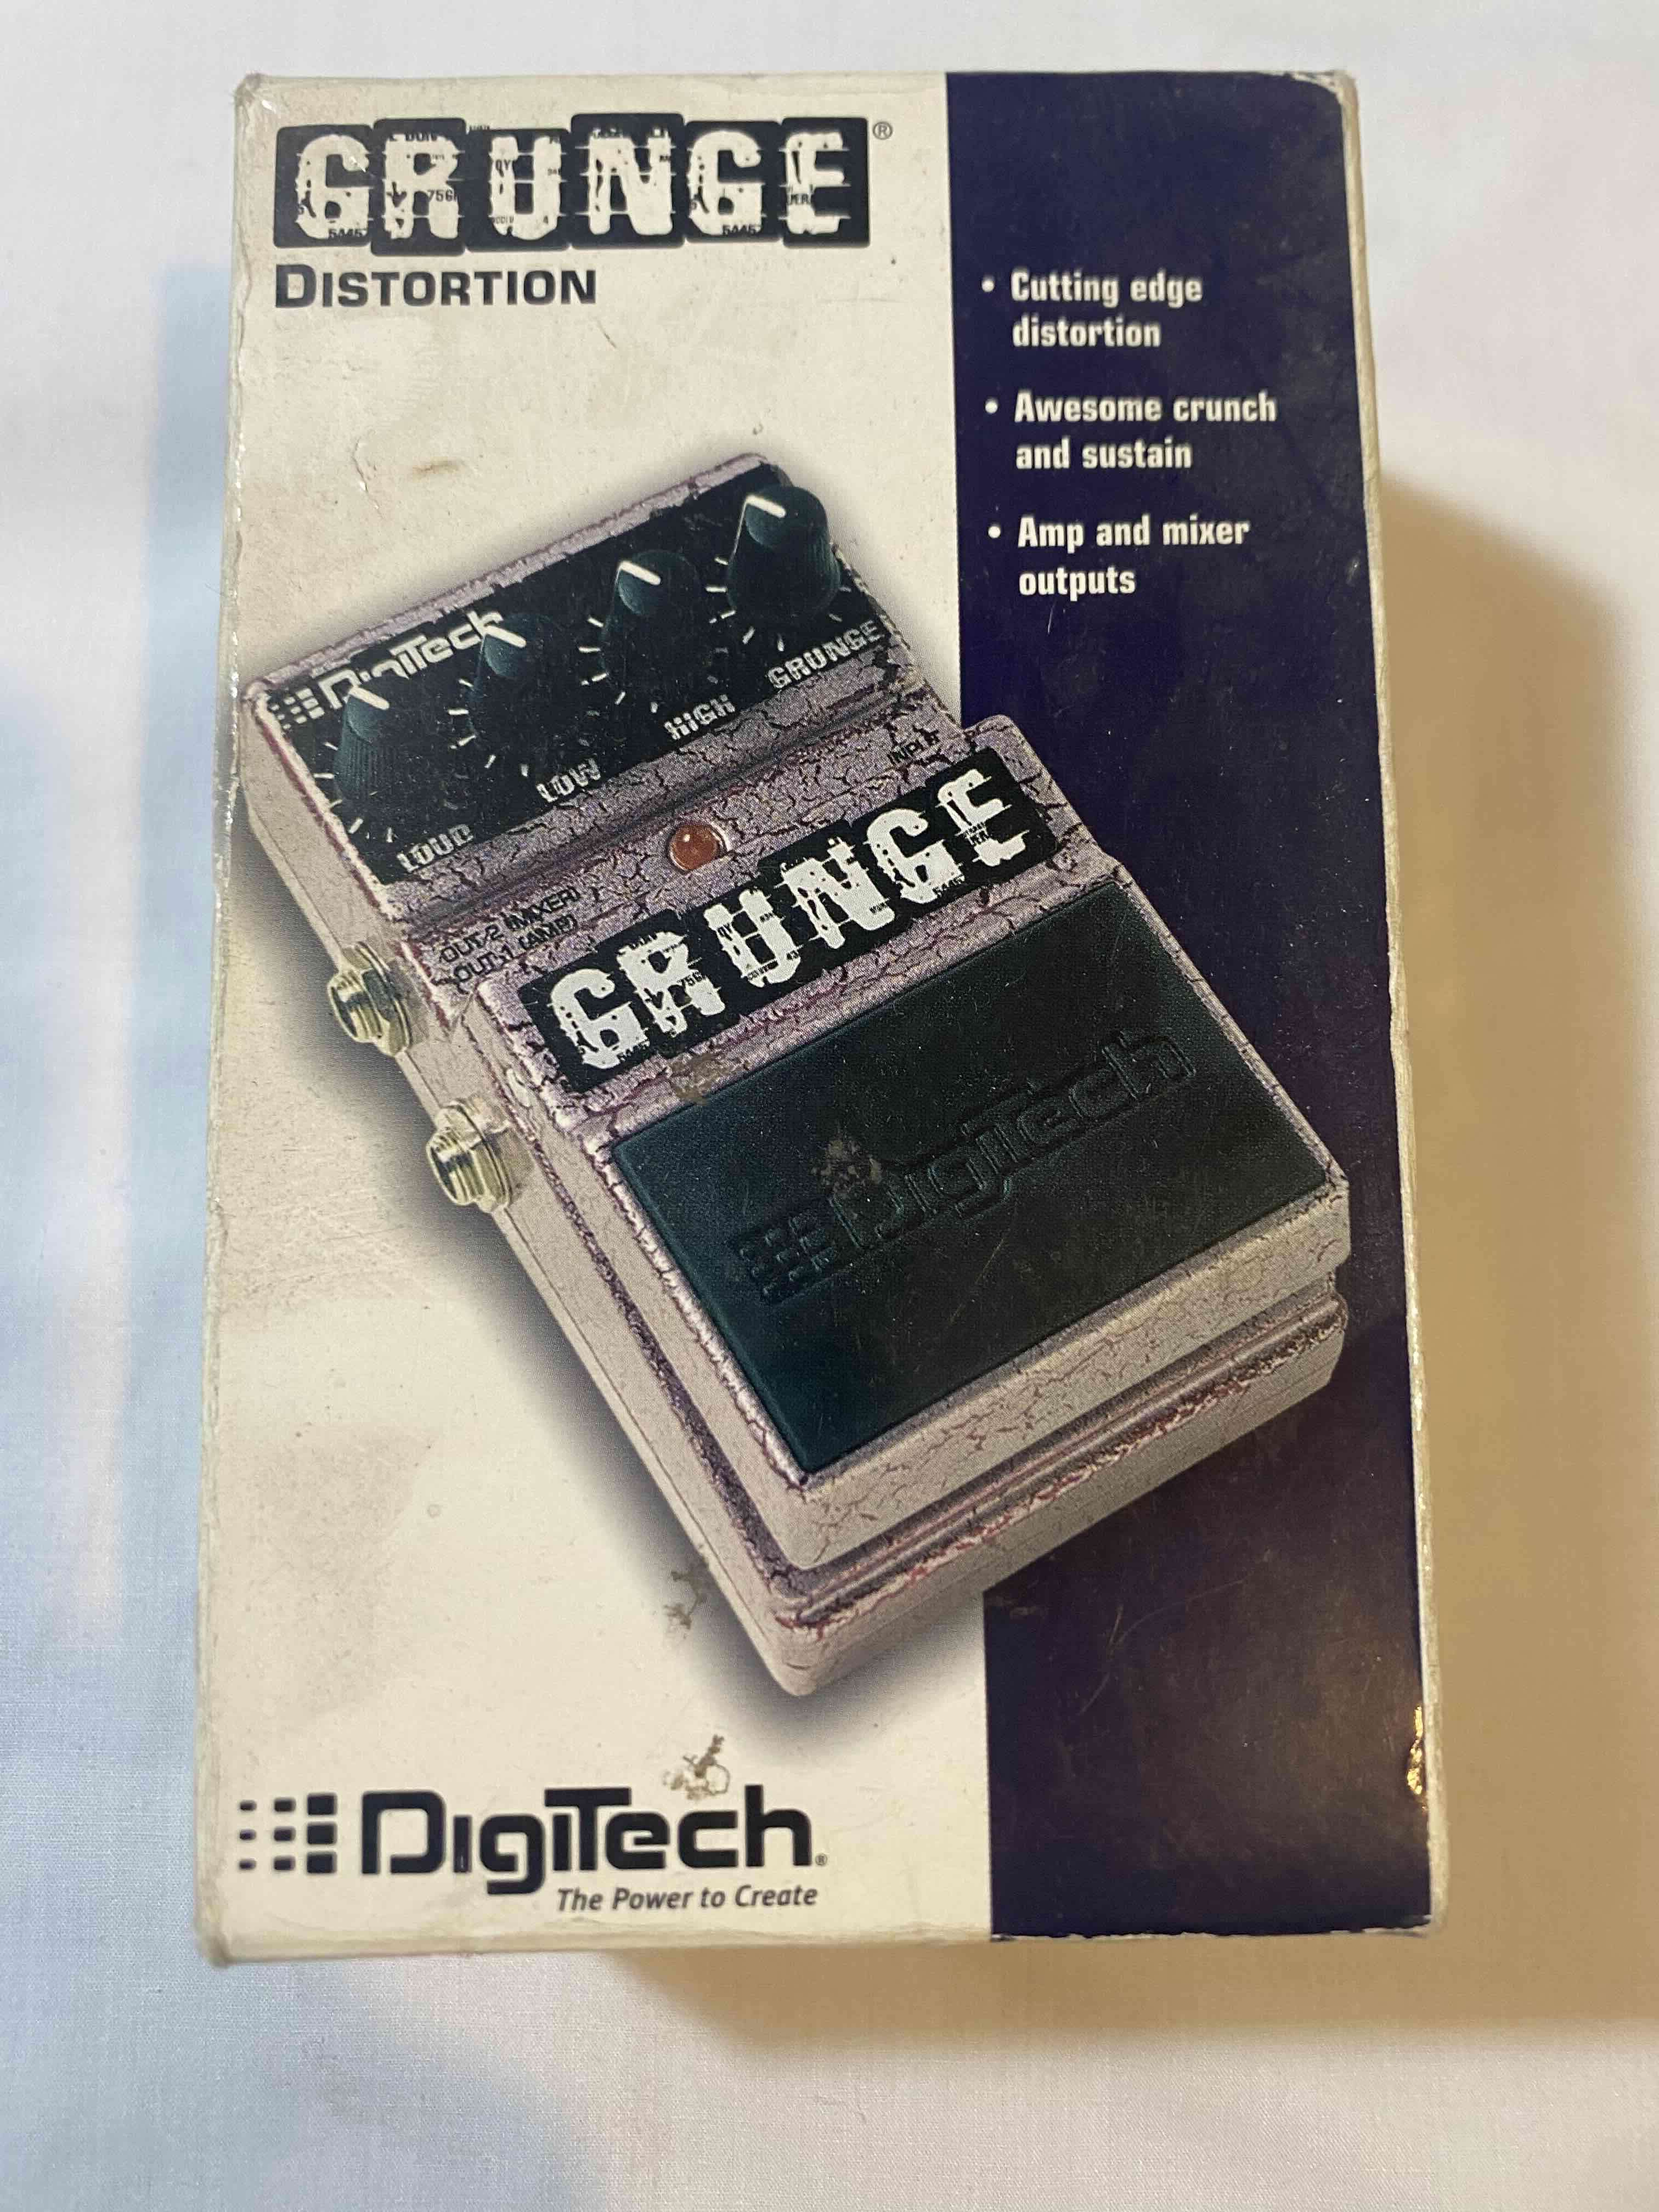 GRUNGE®
DISTORTION
• Cutting edge
distortion
• Awesome crunch
and sustain
• Amp and mixer
outputs
DigiTech
LOUD
LOW
HIGH
GRUNGE
INPUT
OUT-2 (MIXER)
OUT-1 (AMP)
GRUNGE
DigiTech
DigiTech®
The Power to Create